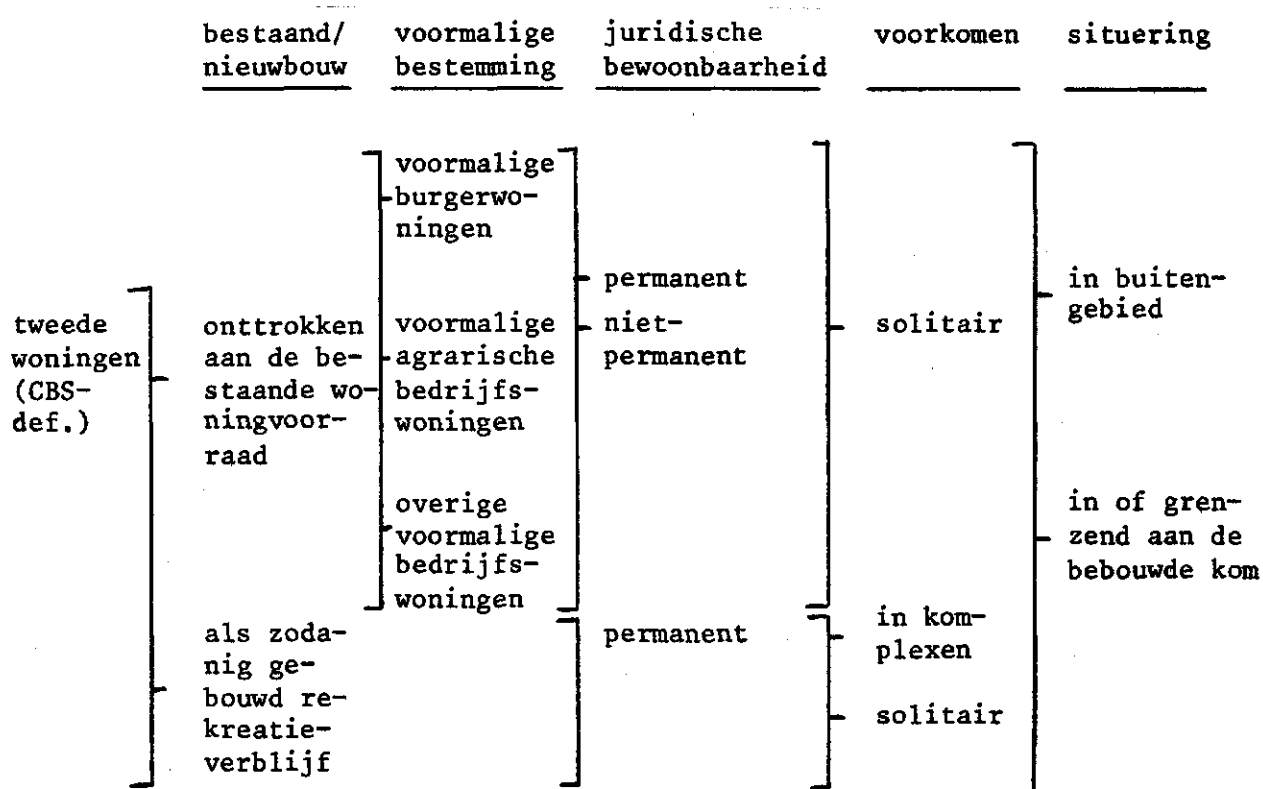 bestaand/ voormalige juridische voorkomen situering
nieuwbouw bestemming bewoonbaarheid
voormalige
burgerwo-
ningen
permanent in buiten-
gebied
tweede onttrokken voormalige niet- solitair
woningen aan de be- agrarische permanent
(CBS- staande wo- bedrijfs-
def.) ningvoor- woningen
raad
overige in of gren-
voormalige zend aan de
bedrijfs- bebouwde kom
woningen
als zoda- permanent in kom-
nig ge- plexen
bouwd re-
kreatie- solitair
verblijf